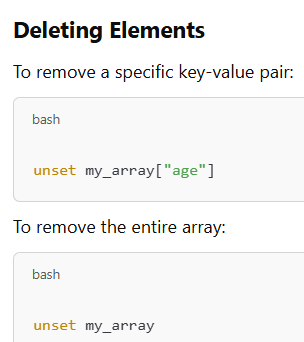 Deleting Elements
To remove a specific key-value pair:
bash
unset my_array["age"]
To remove the entire array:
bash
unset my_array